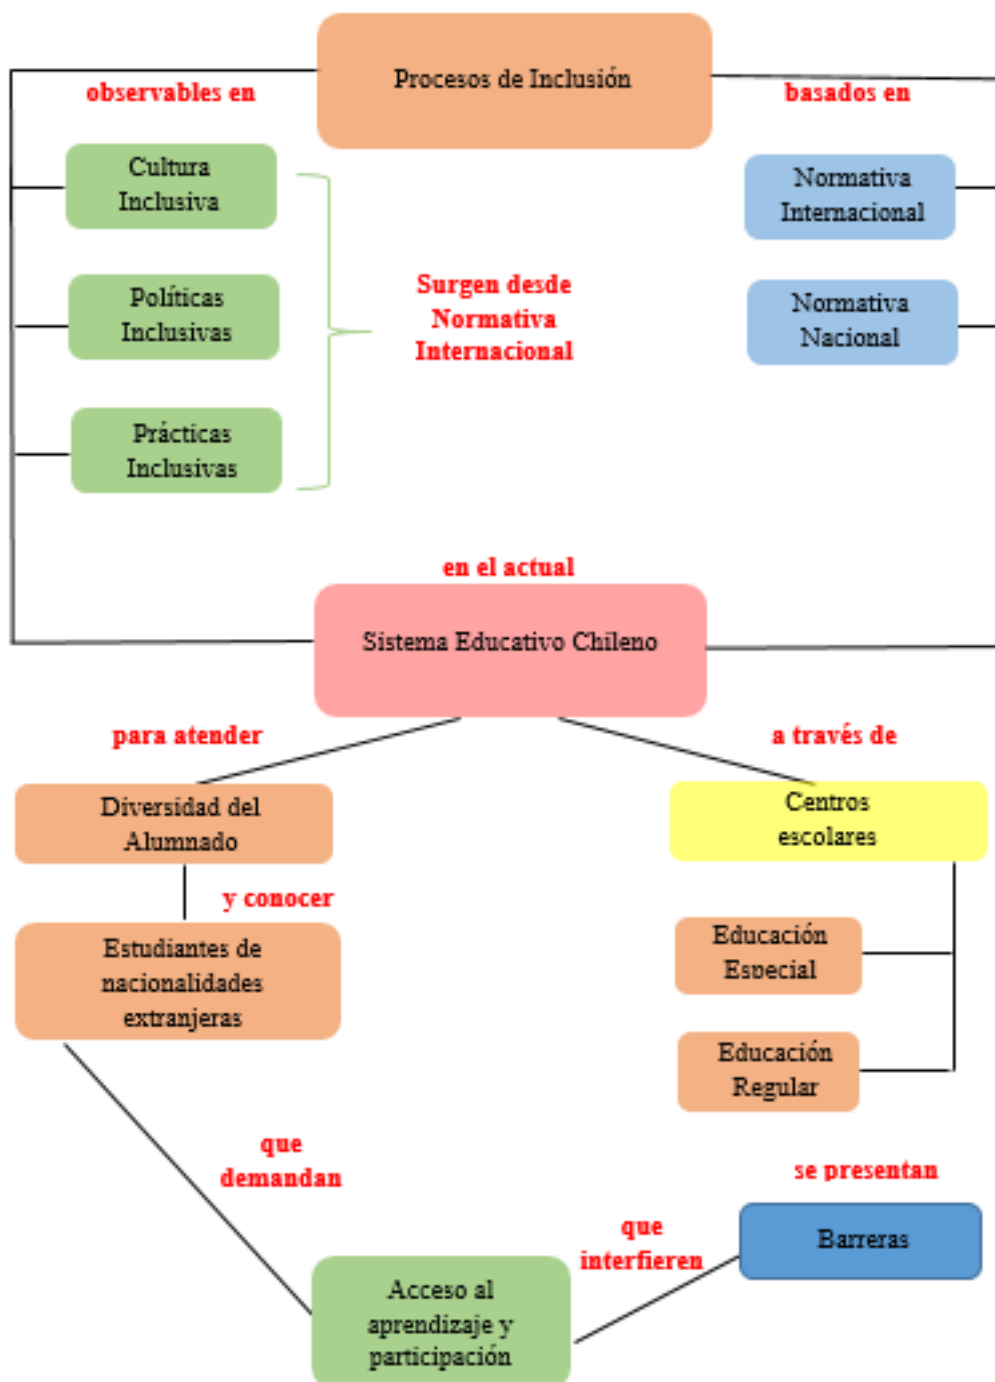 Procesos de Inclusión
observables en
basados en
Cultura
Inclusiva
Normativa
Internacional
Políticas
Inclusivas
Surgen desde
Normativa
Internacional
Normativa
Nacional
Prácticas
Inclusivas
en el actual
Sistema Educativo Chileno
para atender
a través de
Diversidad del
Alumnado
Centros
escolares
y conocer
Estudiantes de
nacionalidades
extranjeras
Educación
Especial
Educación
Regular
que
demandan
se presentan
que
interfieren
Barreras
Acceso al
aprendizaje y
participación